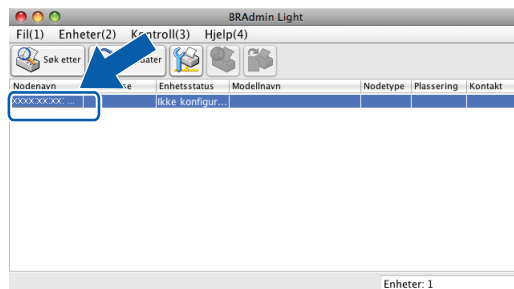 BRAdmin Light
Fil(1) Enheter(2) Kontroll(3) Hjelp(4)
Søk etter
Nodenavn Enhetsstatus Modellnavn Nodetype Plassering Kontakt
XXXX:XX:XX: ... Ikke konfigur...
Enheter: 1